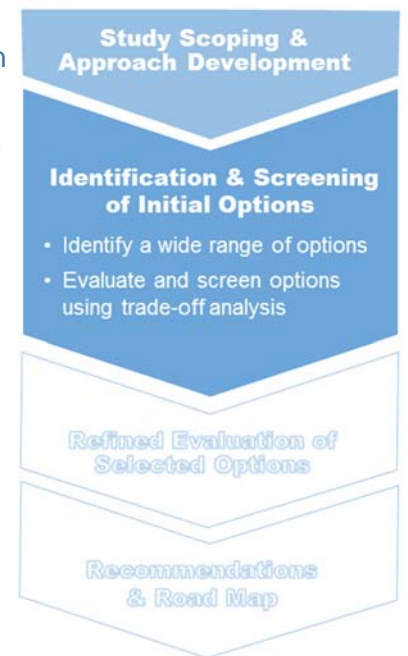 Study Scoping &
Approach Development
Identification & Screening
of Initial Options
• Identify a wide range of options
• Evaluate and screen options
using trade-off analysis
Refined Evaluation of
Selected Options
Recommendations
& Road Map